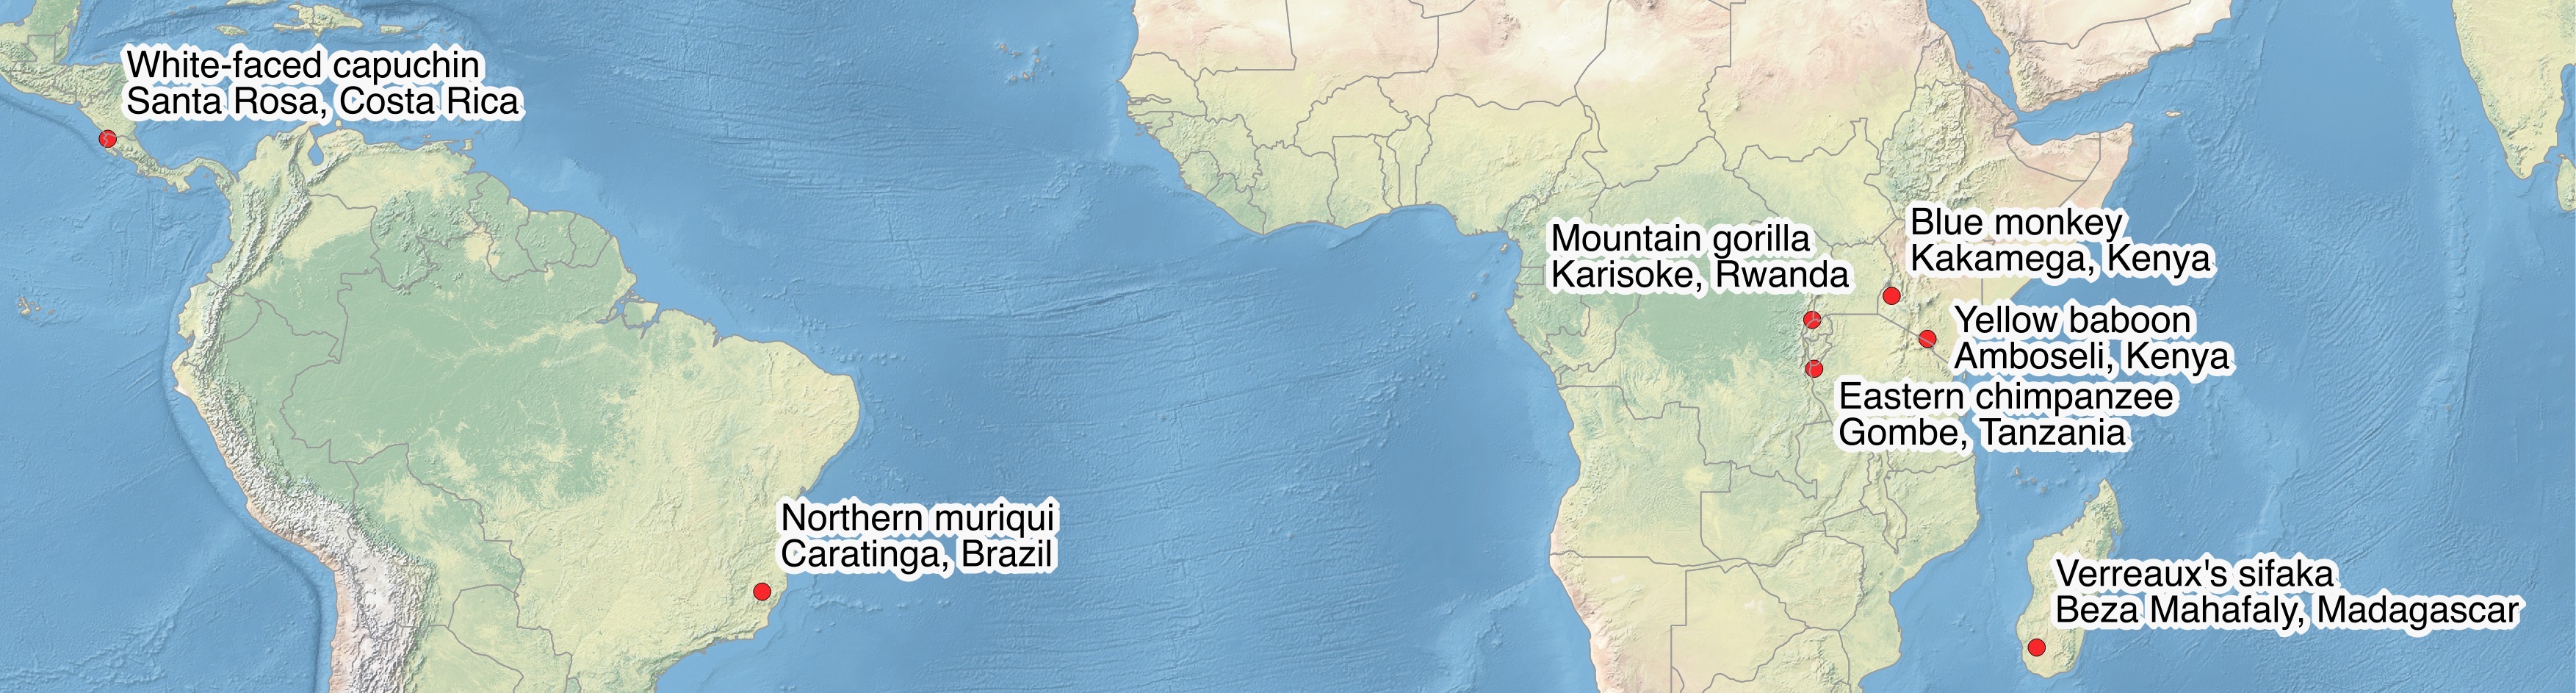 White-faced capuchin
Santa Rosa, Costa Rica
Mountain gorilla
Karisoke, Rwanda
Blue monkey
Kakamega, Kenya
Yellow baboon
Amboseli, Kenya
Eastern chimpanzee
Gombe, Tanzania
Northern muriqui
Caratinga, Brazil
Verreaux's sifaka
Beza Mahafaly, Madagascar